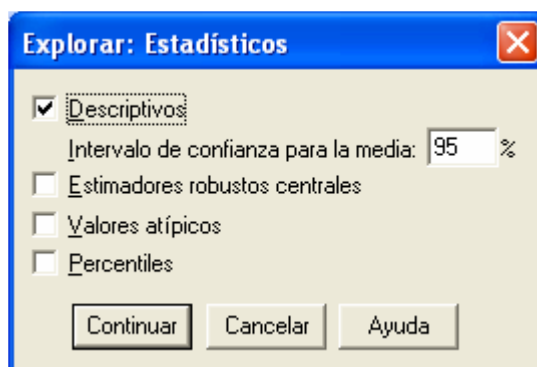 Explorar: Estadísticos
Descriptivos
Intervalo de confianza para la media: 95 %
Estimadores robustos centrales
Valores atípicos
Percentiles
Continuar Cancelar Ayuda